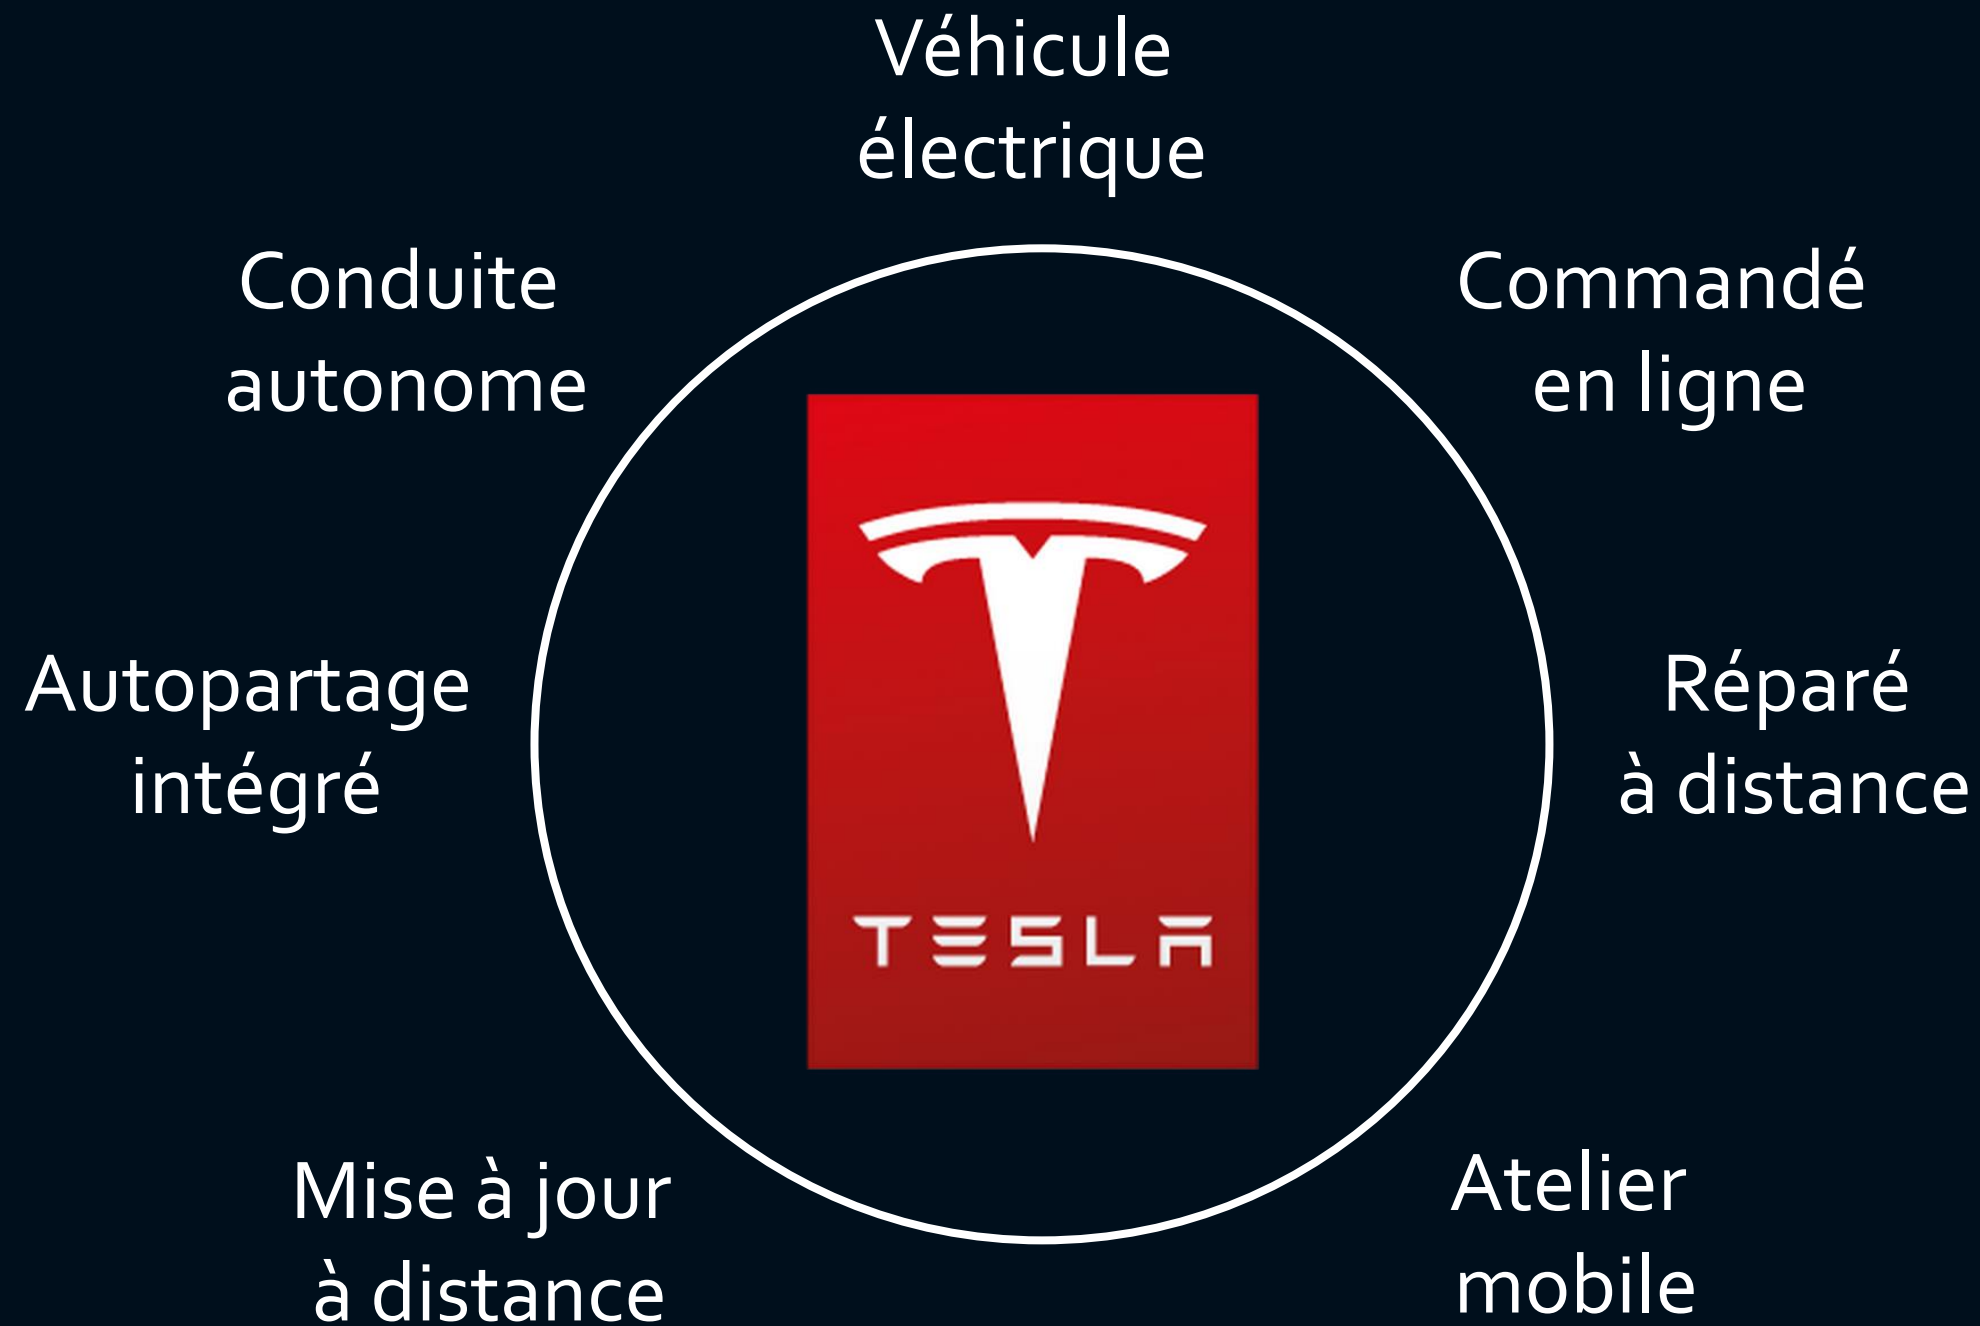 Véhicule
électrique
Conduite
autonome
Commandé
en ligne
Autopartage
intégré
Réparé
à distance
TESLA
Mise à jour
à distance
Atelier
mobile